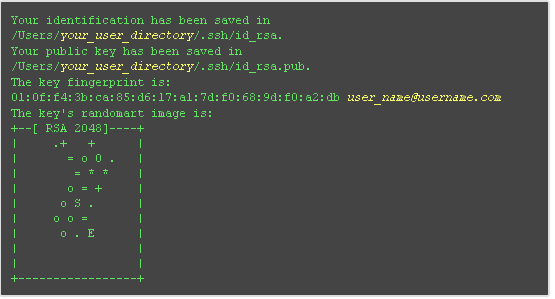 Your identification has been saved in
/Users/your_user_directory/.ssh/id_rsa.
Your public key has been saved in
/Users/your_user_directory/.ssh/id_rsa.pub.
The key fingerprint is:
01:0f:f4:3b:ca:85:d6:17:a1:7d:f0:68:9d:f0:a2:db user_name@username.com
The key's randomart image is:
+--[ RSA 2048]----+
|     .+   +      |
|       = o O .   |
|        = * *    |
|       o = +     |
|      o S .      |
|     o o =       |
|      o . E      |
|                 |
|                 |
+-----------------+